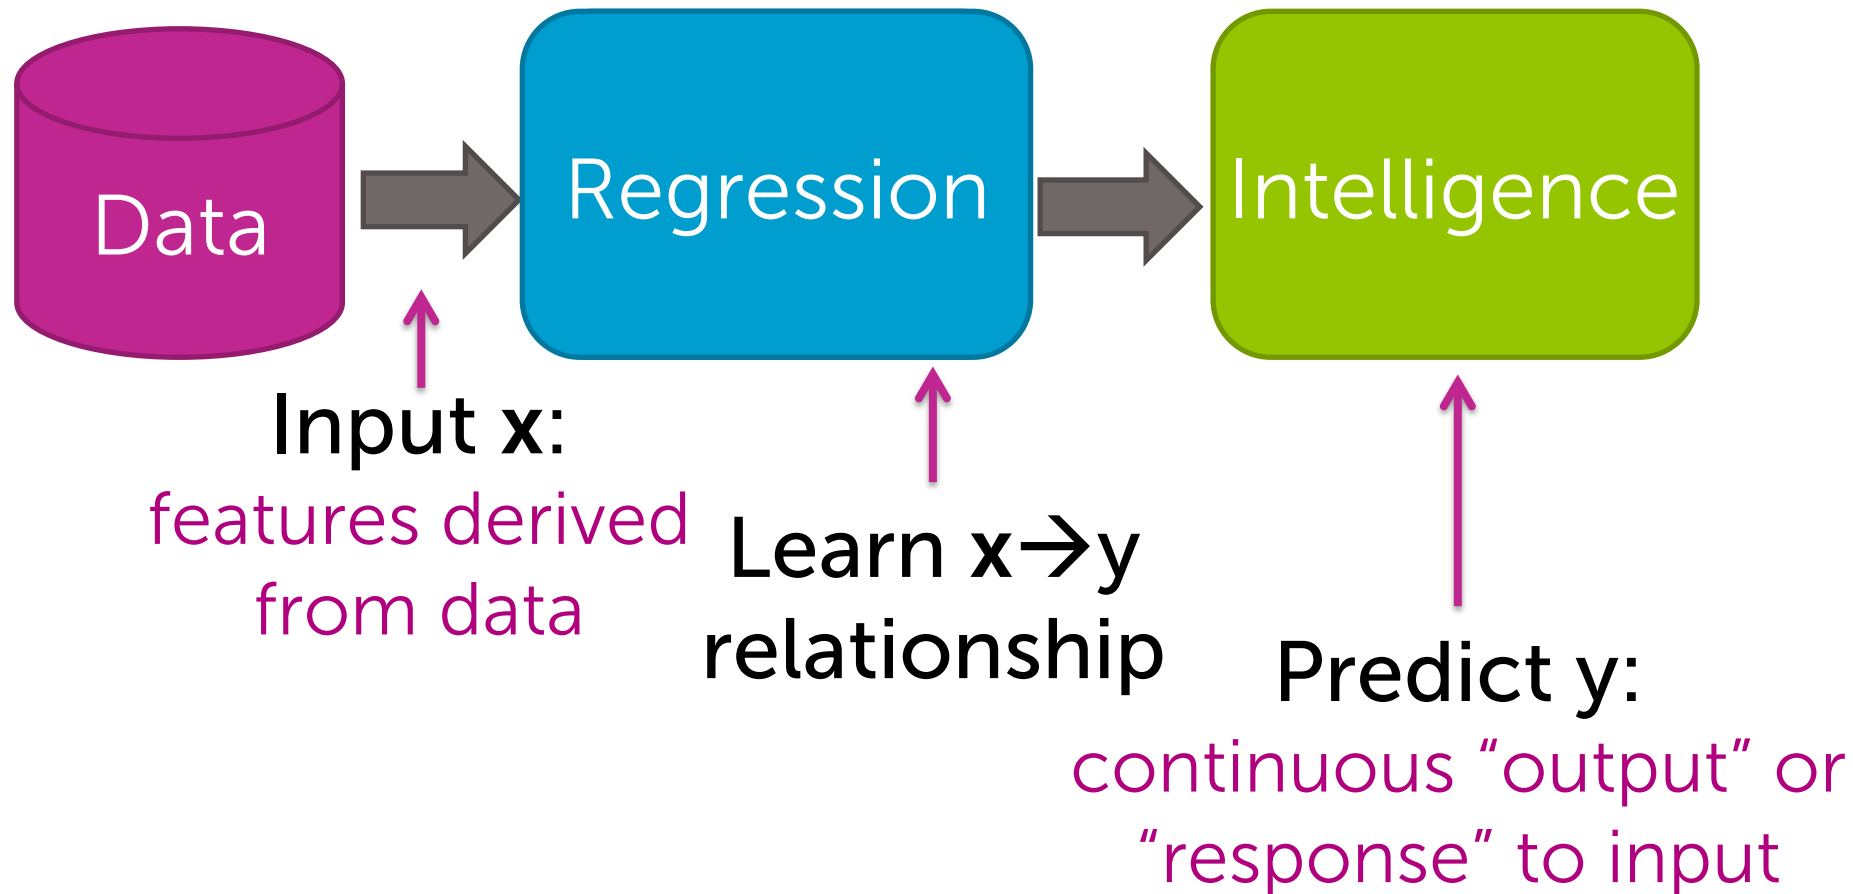 Data
Regression
Intelligence
Input x:
features derived
from data
Learn x→y
relationship
Predict y:
continuous “output” or
“response” to input